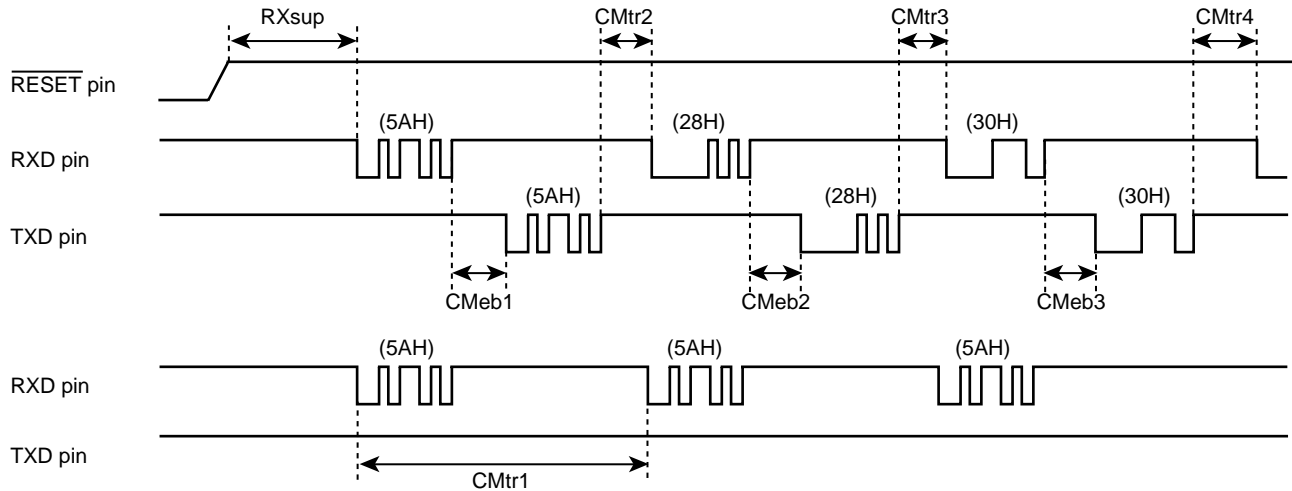 RXsup CMtr2 CMtr3 CMtr4
RESET pin
(5AH) (28H) (30H)
RXD pin
(5AH) (28H) (30H)
TXD pin
CMeb1 CMeb2 CMeb3
(5AH) (5AH) (5AH)
RXD pin
TXD pin
CMtr1